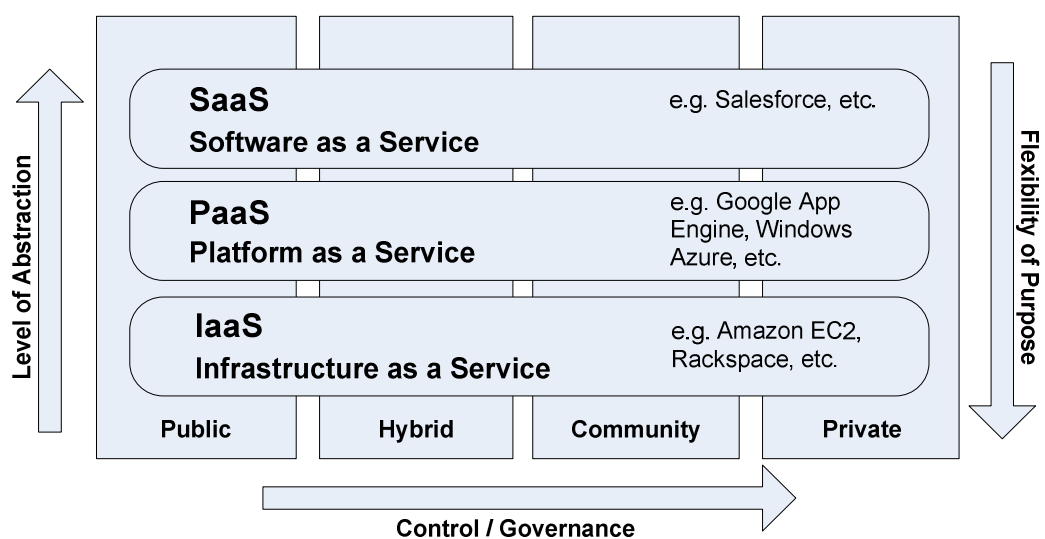 SaaS
Software as a Service
e.g. Salesforce, etc.
PaaS
Platform as a Service
e.g. Google App
Engine, Windows
Azure, etc.
IaaS
Infrastructure as a Service
e.g. Amazon EC2,
Rackspace, etc.
Public
Hybrid
Community
Private
Level of Abstraction
Flexibility of Purpose
Control / Governance